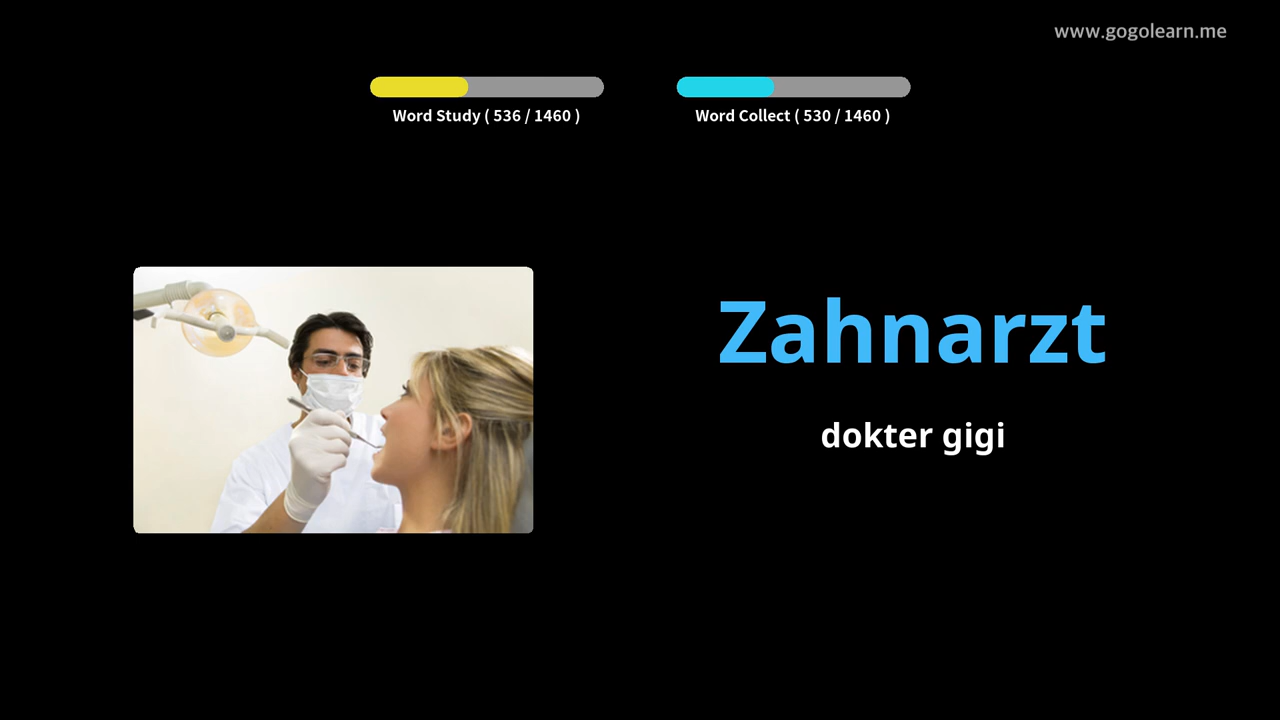 www.gogolearn.me
Word Study ( 536 / 1460 )
Word Collect ( 530 / 1460 )
Zahnarzt
dokter gigi